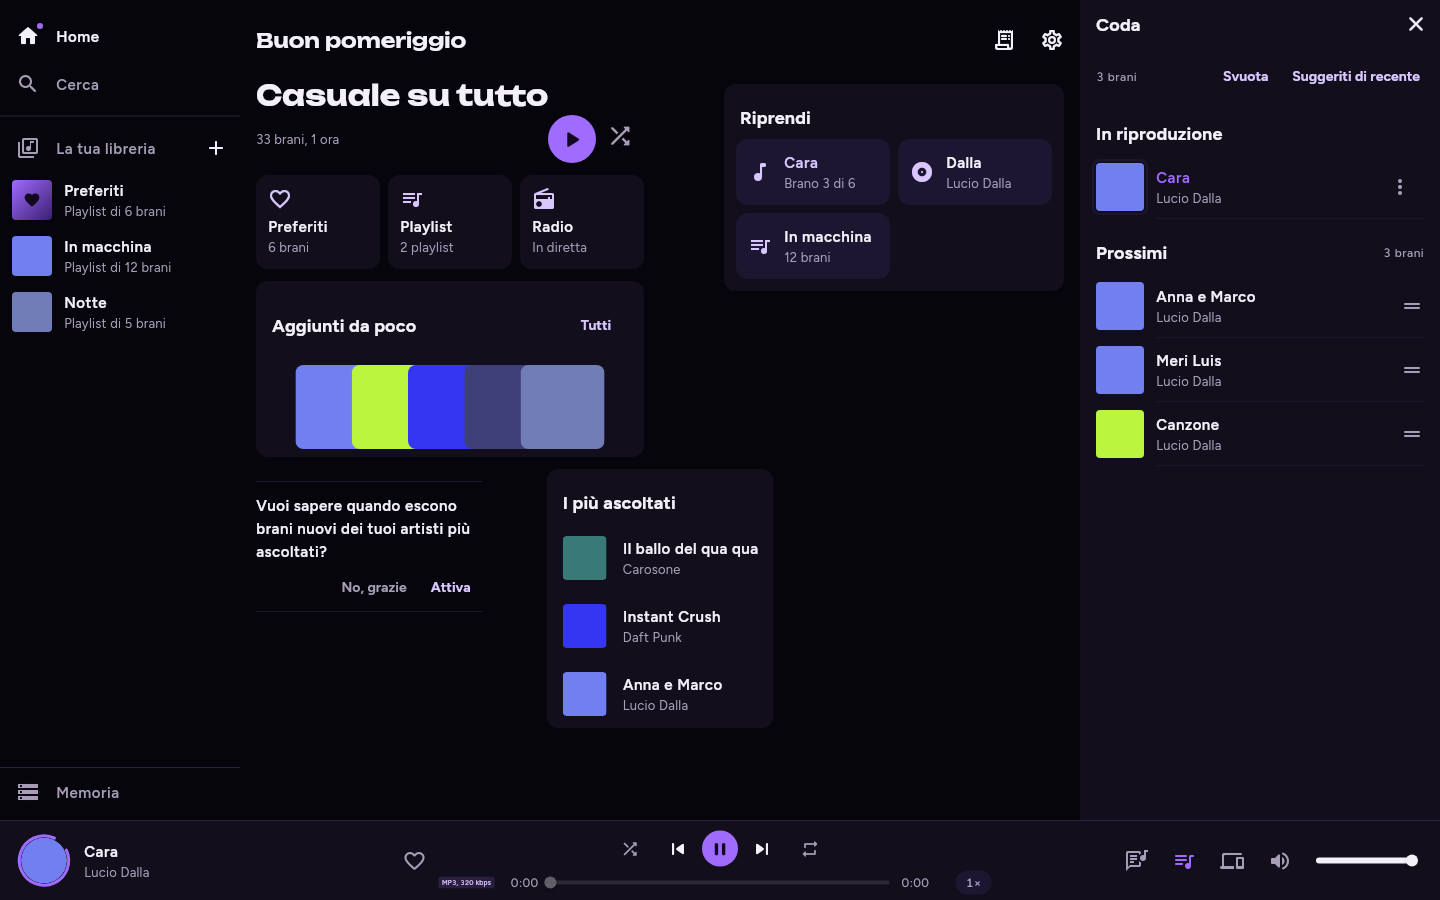 Home
Cerca
La tua libreria
Preferiti
Playlist di 6 brani
In macchina
Playlist di 12 brani
Notte
Playlist di 5 brani
Memoria
Buon pomeriggio
Casuale su tutto
33 brani, 1 ora
Preferiti
6 brani
Playlist
2 playlist
Radio
In diretta
Aggiunti da poco
Tutti
Vuoi sapere quando escono
brani nuovi dei tuoi artisti più
ascoltati?
No, grazie
Attiva
I più ascoltati
Il ballo del qua qua
Carosone
Instant Crush
Daft Punk
Anna e Marco
Lucio Dalla
Riprendi
Cara
Brano 3 di 6
Dalla
Lucio Dalla
In macchina
12 brani
Coda
3 brani
Svuota
Suggeriti di recente
In riproduzione
Cara
Lucio Dalla
Prossimi
3 brani
Anna e Marco
Lucio Dalla
Meri Luis
Lucio Dalla
Canzone
Lucio Dalla
Cara
Lucio Dalla
MP3, 320 kbps
0:00
0:00
1×